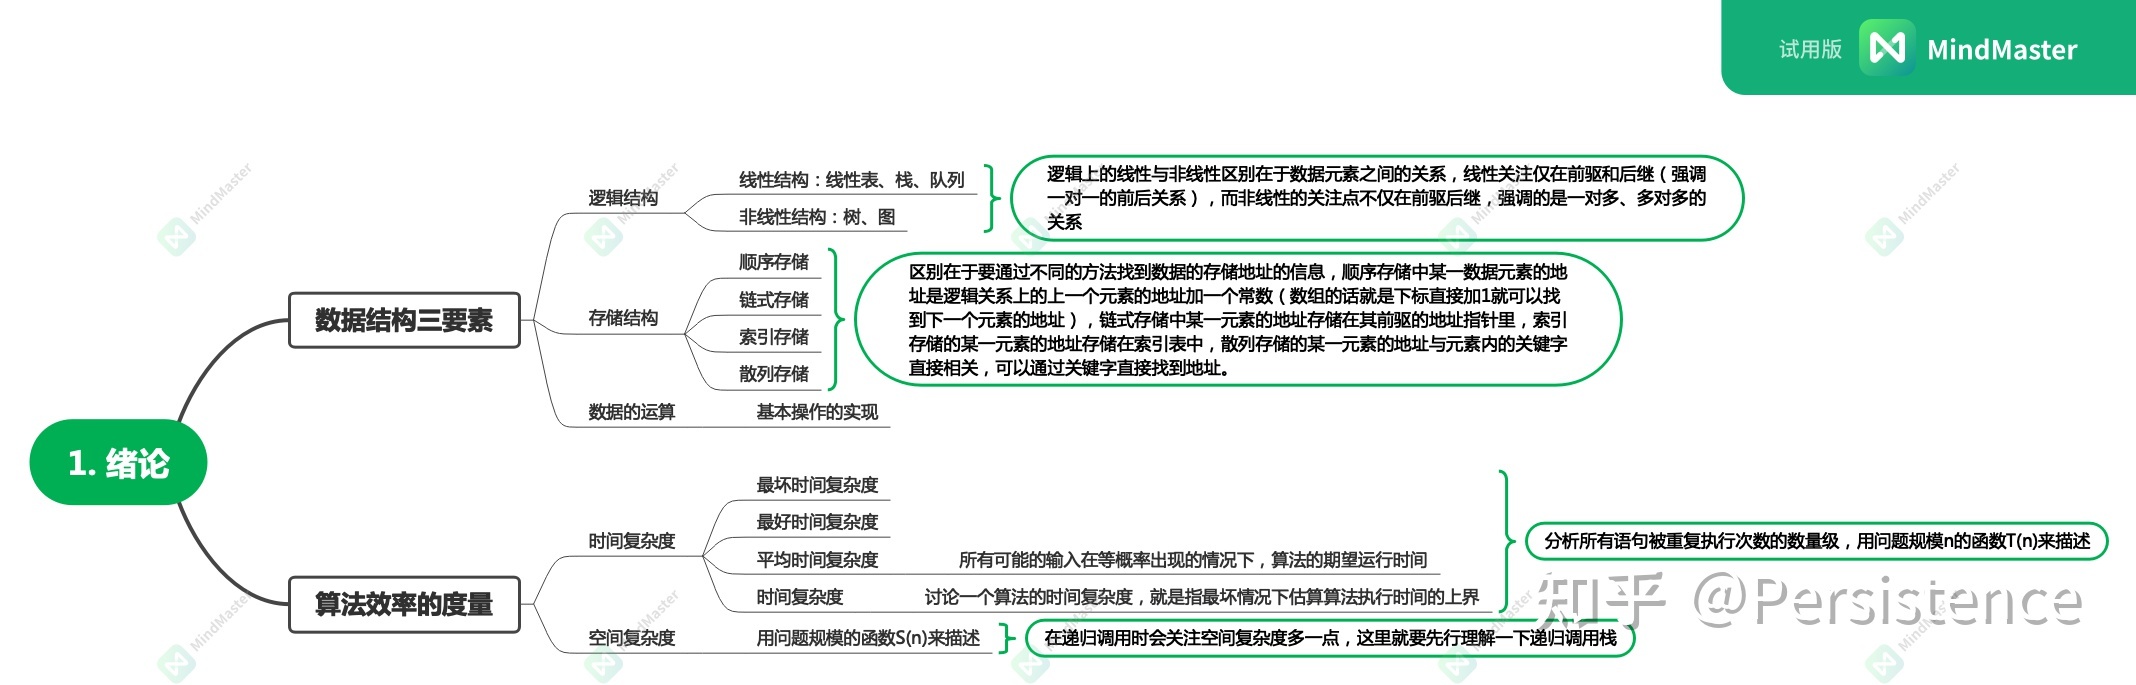 试用版 MindMaster
1. 绪论
数据结构三要素
逻辑结构
线性结构：线性表、栈、队列
非线性结构：树、图
逻辑上的线性与非线性区别在于数据元素之间的关系，线性关注仅在前驱和后继（强调
一对一的前后关系），而非线性的关注点不仅在前驱后继，强调的是一对多、多对多的
关系
存储结构
顺序存储
链式存储
索引存储
散列存储
区别在于要通过不同的方法找到数据的存储地址的信息，顺序存储中某一数据元素的地
址是逻辑关系上的上一个元素的地址加一个常数（数组的话就是下标直接加1就可以找
到下一个元素的地址），链式存储中某一元素的地址存储在其前驱的地址指针里，索引
存储的某一元素的地址存储在索引表中，散列存储的某一元素的地址与元素内的关键字
直接相关，可以通过关键字直接找到地址。
数据的运算
基本操作的实现
算法效率的度量
时间复杂度
最坏时间复杂度
最好时间复杂度
平均时间复杂度
所有可能的输入在等概率出现的情况下，算法的期望运行时间
时间复杂度
讨论一个算法的时间复杂度，就是指最坏情况下估算算法执行时间的上界
分析所有语句被重复执行次数的数量级，用问题规模n的函数T(n)来描述
空间复杂度
用问题规模的函数S(n)来描述
在递归调用时会关注空间复杂度多一点，这里就要先行理解一下递归调用栈
知乎 @Persistence
MindMaster
MindMaster
MindMaster
MindMaster
MindMaster
MindMaster
MindMaster
MindMaster
MindMaster
MindMaster